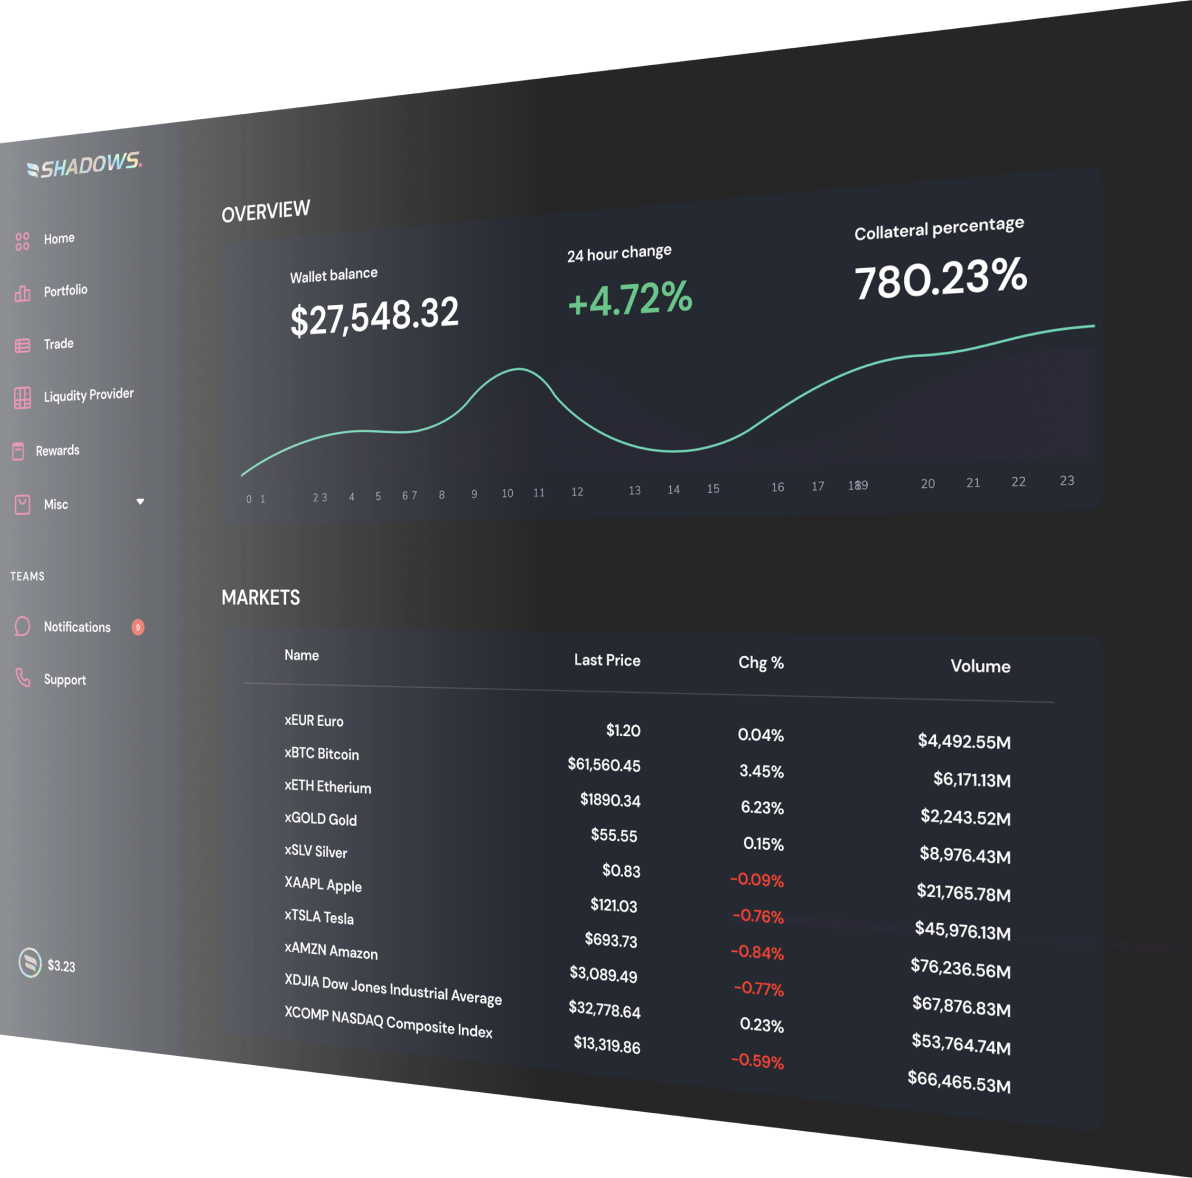 SHADOWS.
Home
Portfolio
Trade
Liqudity Provider
Rewards
Misc
TEAMS
Notifications 9
Support
$3.23
OVERVIEW
Wallet balance
$27,548.32
24 hour change
+4.72%
Collateral percentage
780.23%
0 1 2 3 4 5 6 7 8 9 10 11 12 13 14 15 16 17 18 19 20 21 22 23
MARKETS
Name Last Price Chg % Volume
xEUR Euro $1.20 0.04% $4,492.55M
xBTC Bitcoin $61,560.45 3.45% $6,171.13M
xETH Etherium $1890.34 6.23% $2,243.52M
xGOLD Gold $55.55 0.15% $8,976.43M
xSLV Silver $0.83 -0.09% $21,765.78M
XAAPL Apple $121.03 -0.76% $45,976.13M
xTSLA Tesla $693.73 -0.84% $76,236.56M
xAMZN Amazon $3,089.49 -0.77% $67,876.83M
XDJIA Dow Jones Industrial Average $32,778.64 0.23% $53,764.74M
XCOMP NASDAQ Composite Index $13,319.86 -0.59% $66,465.53M